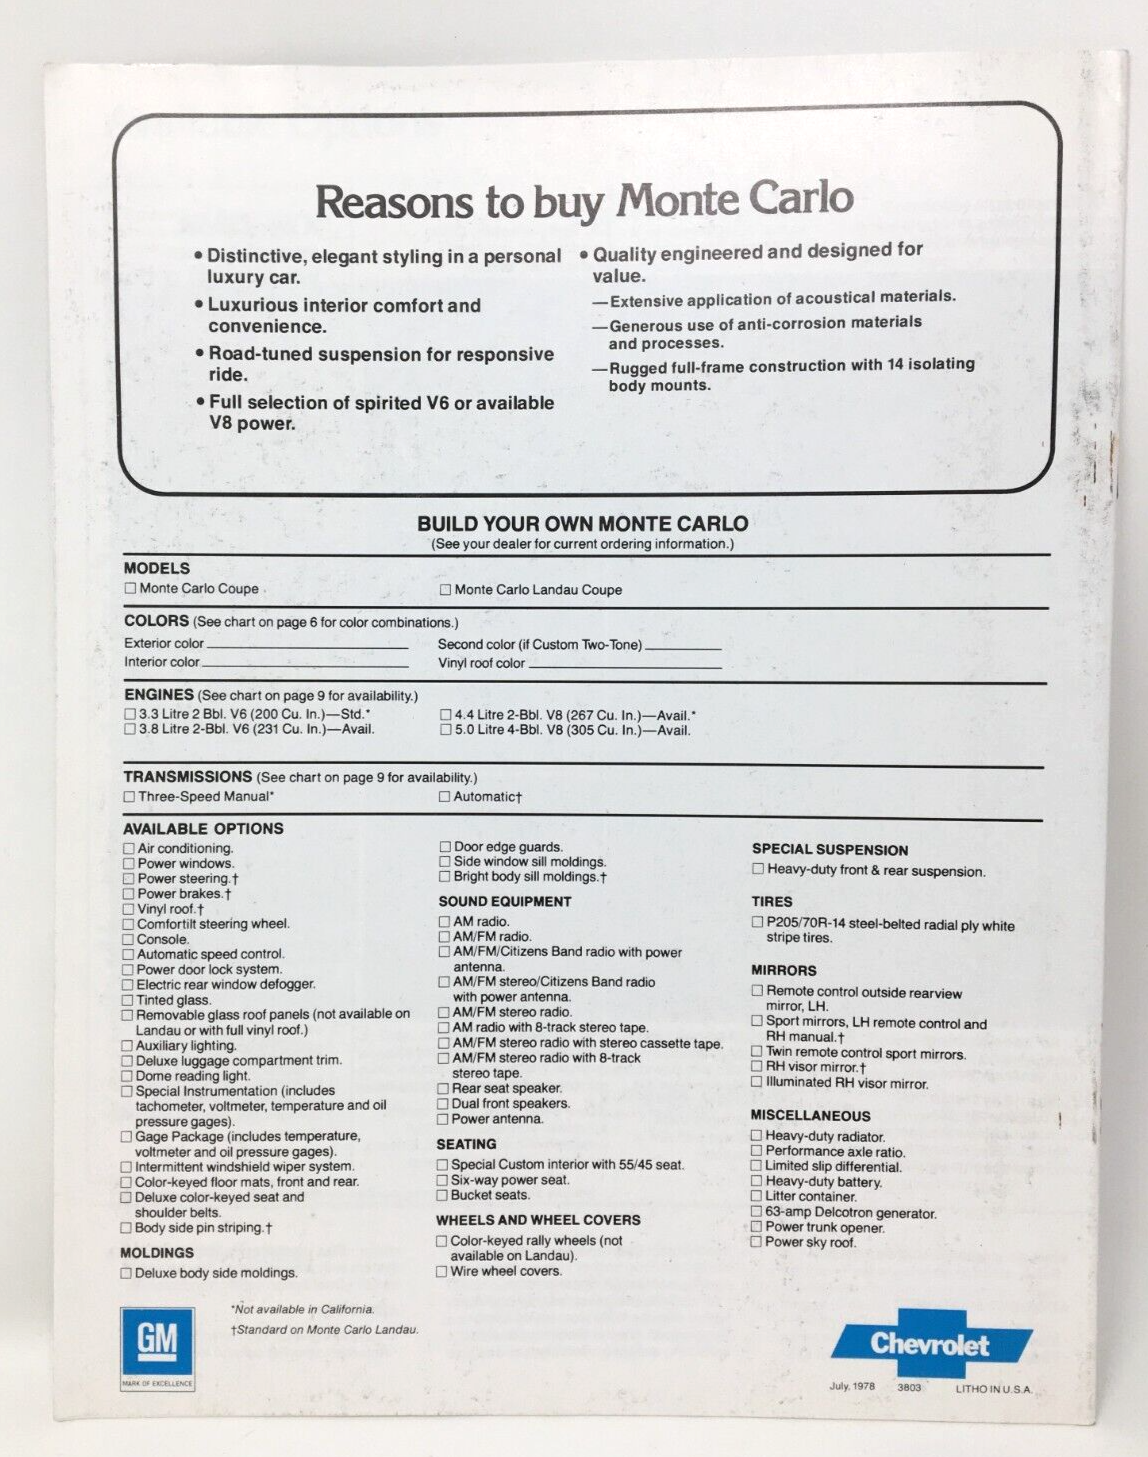 Reasons to buy Monte Carlo
• Distinctive, elegant styling in a personal
luxury car.
• Luxurious interior comfort and
convenience.
• Road-tuned suspension for responsive
ride.
• Full selection of spirited V6 or available
V8 power.
• Quality engineered and designed for
value.
—Extensive application of acoustical materials.
—Generous use of anti-corrosion materials
and processes.
—Rugged full-frame construction with 14 isolating
body mounts.
BUILD YOUR OWN MONTE CARLO
(See your dealer for current ordering information.)
MODELS
☐ Monte Carlo Coupe
☐ Monte Carlo Landau Coupe
COLORS (See chart on page 6 for color combinations.)
Exterior color
Second color (if Custom Two-Tone)
Interior color
Vinyl roof color
ENGINES (See chart on page 9 for availability.)
☐ 3.3 Litre 2 Bbl. V6 (200 Cu. In.)—Std.*
☐ 4.4 Litre 2-Bbl. V8 (267 Cu. In.)—Avail.*
☐ 3.8 Litre 2-Bbl. V6 (231 Cu. In.)—Avail.
☐ 5.0 Litre 4-Bbl. V8 (305 Cu. In.)—Avail.
TRANSMISSIONS (See chart on page 9 for availability.)
☐ Three-Speed Manual*
☐ Automatic†
AVAILABLE OPTIONS
☐ Air conditioning.
☐ Power windows.
☐ Power steering.†
☐ Power brakes.†
☐ Vinyl roof.†
☐ Comfortilt steering wheel.
☐ Console.
☐ Automatic speed control.
☐ Power door lock system.
☐ Electric rear window defogger.
☐ Tinted glass.
☐ Removable glass roof panels (not available on
Landau or with full vinyl roof.)
☐ Auxiliary lighting.
☐ Deluxe luggage compartment trim.
☐ Dome reading light.
☐ Special Instrumentation (includes
tachometer, voltmeter, temperature and oil
pressure gages).
☐ Gage Package (includes temperature,
voltmeter and oil pressure gages).
☐ Intermittent windshield wiper system.
☐ Color-keyed floor mats, front and rear.
☐ Deluxe color-keyed seat and
shoulder belts.
☐ Body side pin striping.†
MOLDINGS
☐ Deluxe body side moldings.
☐ Door edge guards.
☐ Side window sill moldings.
☐ Bright body sill moldings.†
SOUND EQUIPMENT
☐ AM radio.
☐ AM/FM radio.
☐ AM/FM/Citizens Band radio with power
antenna.
☐ AM/FM stereo/Citizens Band radio
with power antenna.
☐ AM/FM stereo radio.
☐ AM radio with 8-track stereo tape.
☐ AM/FM stereo radio with stereo cassette tape.
☐ AM/FM stereo radio with 8-track
stereo tape.
☐ Rear seat speaker.
☐ Dual front speakers.
☐ Power antenna.
SEATING
☐ Special Custom interior with 55/45 seat.
☐ Six-way power seat.
☐ Bucket seats.
WHEELS AND WHEEL COVERS
☐ Color-keyed rally wheels (not
available on Landau).
☐ Wire wheel covers.
SPECIAL SUSPENSION
☐ Heavy-duty front & rear suspension.
TIRES
☐ P205/70R-14 steel-belted radial ply white
stripe tires.
MIRRORS
☐ Remote control outside rearview
mirror, LH.
☐ Sport mirrors, LH remote control and
RH manual.†
☐ Twin remote control sport mirrors.
☐ RH visor mirror.†
☐ Illuminated RH visor mirror.
MISCELLANEOUS
☐ Heavy-duty radiator.
☐ Performance axle ratio.
☐ Limited slip differential.
☐ Heavy-duty battery.
☐ Litter container.
☐ 63-amp Delcotron generator.
☐ Power trunk opener.
☐ Power sky roof.
GM
MARK OF EXCELLENCE
*Not available in California.
†Standard on Monte Carlo Landau.
Chevrolet
July, 1978 3803 LITHO IN U.S.A.